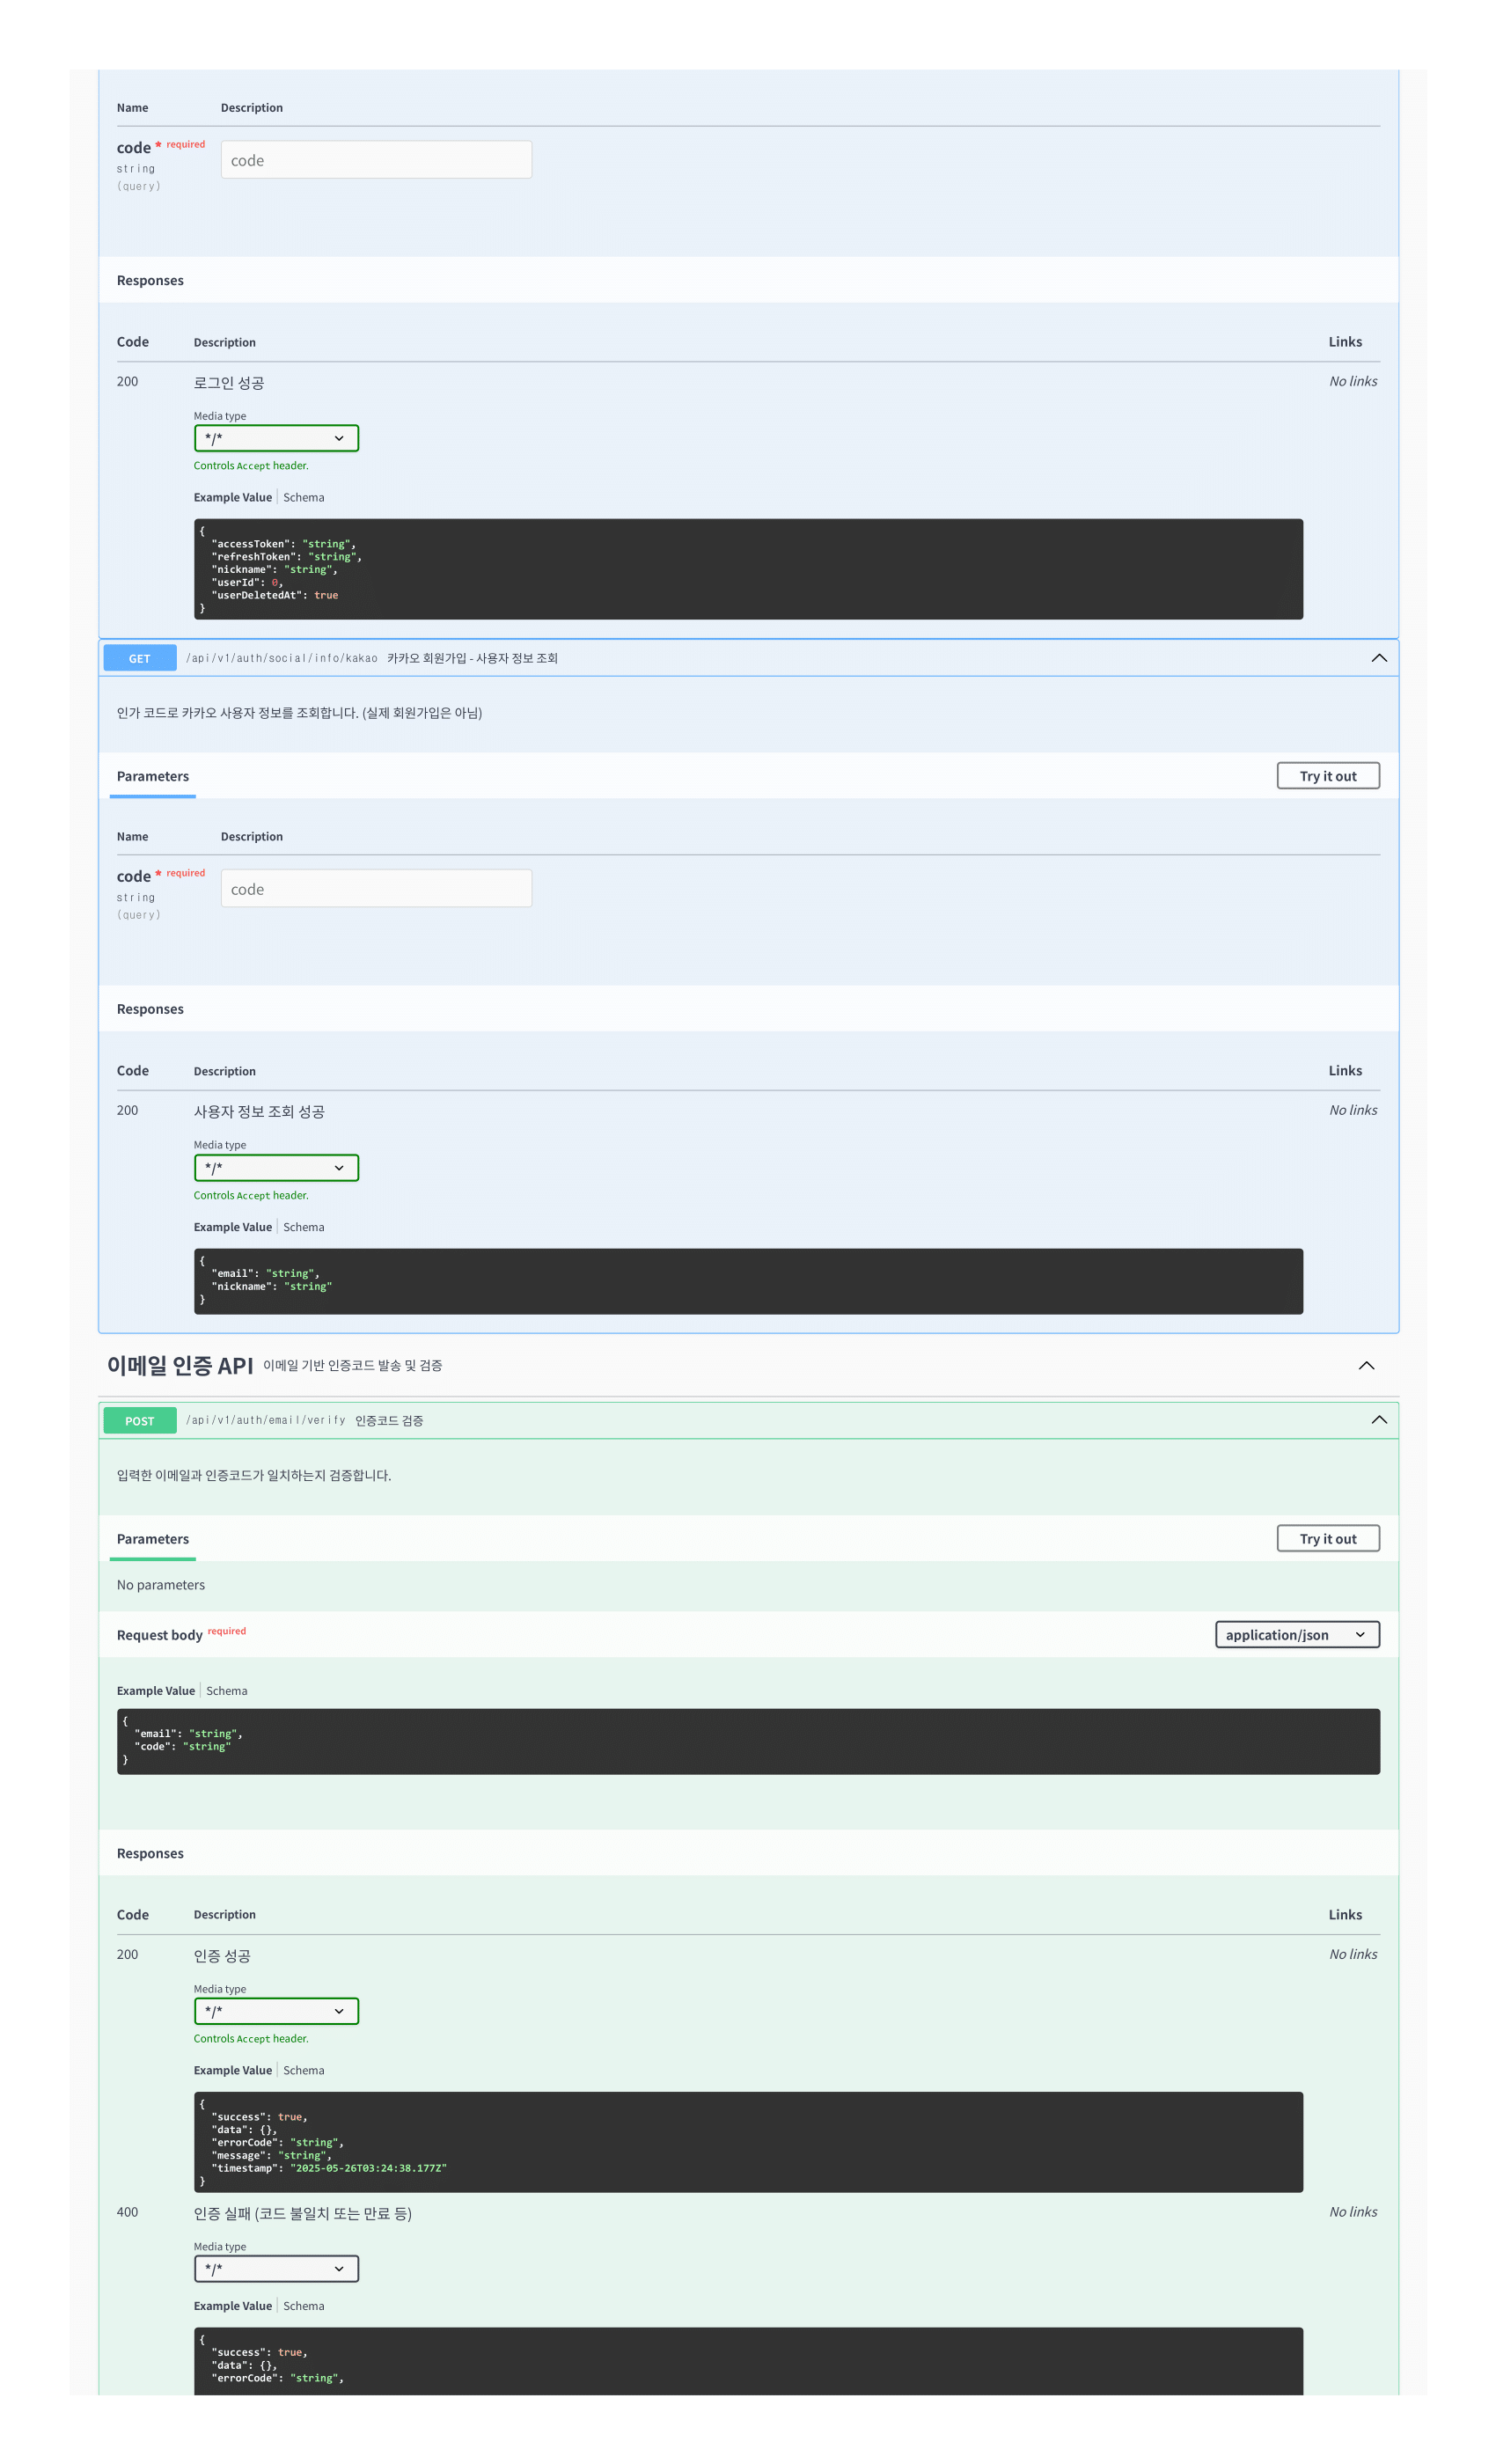 Name Description
code * required
string
(query)
code
Responses
Code Description Links
200 로그인 성공 No links
Media type
*/*
Controls Accept header.
Example Value Schema
{
"accessToken": "string",
"refreshToken": "string",
"nickname": "string",
"userId": 0,
"userDeletedAt": true
}
GET /api/v1/auth/social/info/kakao 카카오 회원가입 - 사용자 정보 조회
인가 코드로 카카오 사용자 정보를 조회합니다. (실제 회원가입은 아님)
Parameters Try it out
Name Description
code * required
string
(query)
code
Responses
Code Description Links
200 사용자 정보 조회 성공 No links
Media type
*/*
Controls Accept header.
Example Value Schema
{
"email": "string",
"nickname": "string"
}
이메일 인증 API 이메일 기반 인증코드 발송 및 검증
POST /api/v1/auth/email/verify 인증코드 검증
입력한 이메일과 인증코드가 일치하는지 검증합니다.
Parameters Try it out
No parameters
Request body required application/json
Example Value Schema
{
"email": "string",
"code": "string"
}
Responses
Code Description Links
200 인증 성공 No links
Media type
*/*
Controls Accept header.
Example Value Schema
{
"success": true,
"data": {},
"errorCode": "string",
"message": "string",
"timestamp": "2025-05-26T03:24:38.177Z"
}
400 인증 실패 (코드 불일치 또는 만료 등) No links
Media type
*/*
Example Value Schema
{
"success": true,
"data": {},
"errorCode": "string",